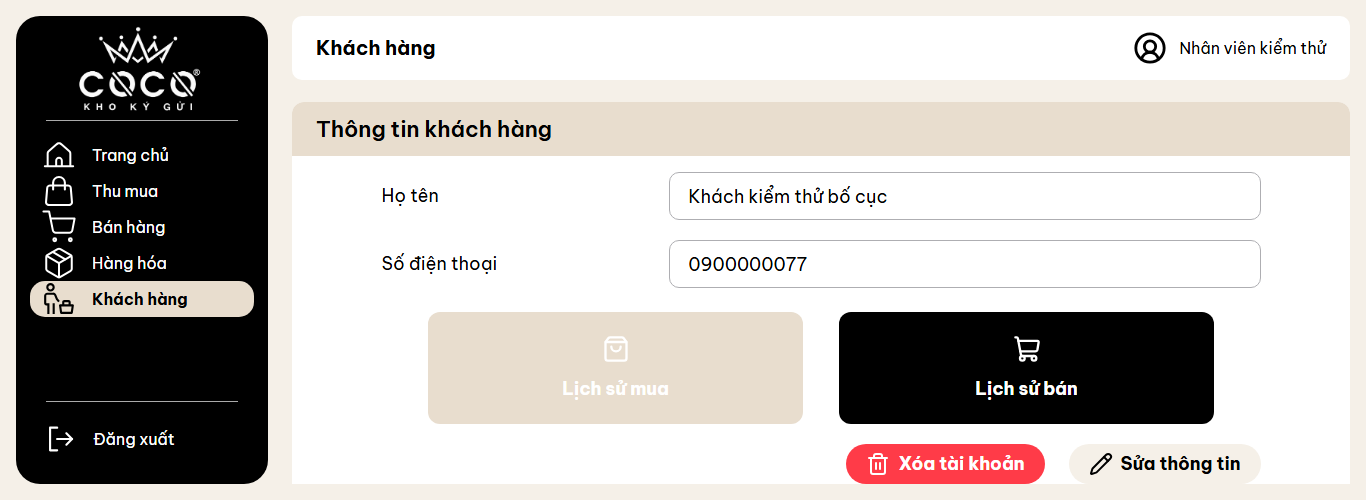 COCO®
KHO KÝ GỬI
Trang chủ
Thu mua
Bán hàng
Hàng hóa
Khách hàng
Đăng xuất
Khách hàng
Nhân viên kiểm thử
Thông tin khách hàng
Họ tên
Khách kiểm thử bố cục
Số điện thoại
0900000077
Lịch sử mua
Lịch sử bán
Xóa tài khoản
Sửa thông tin